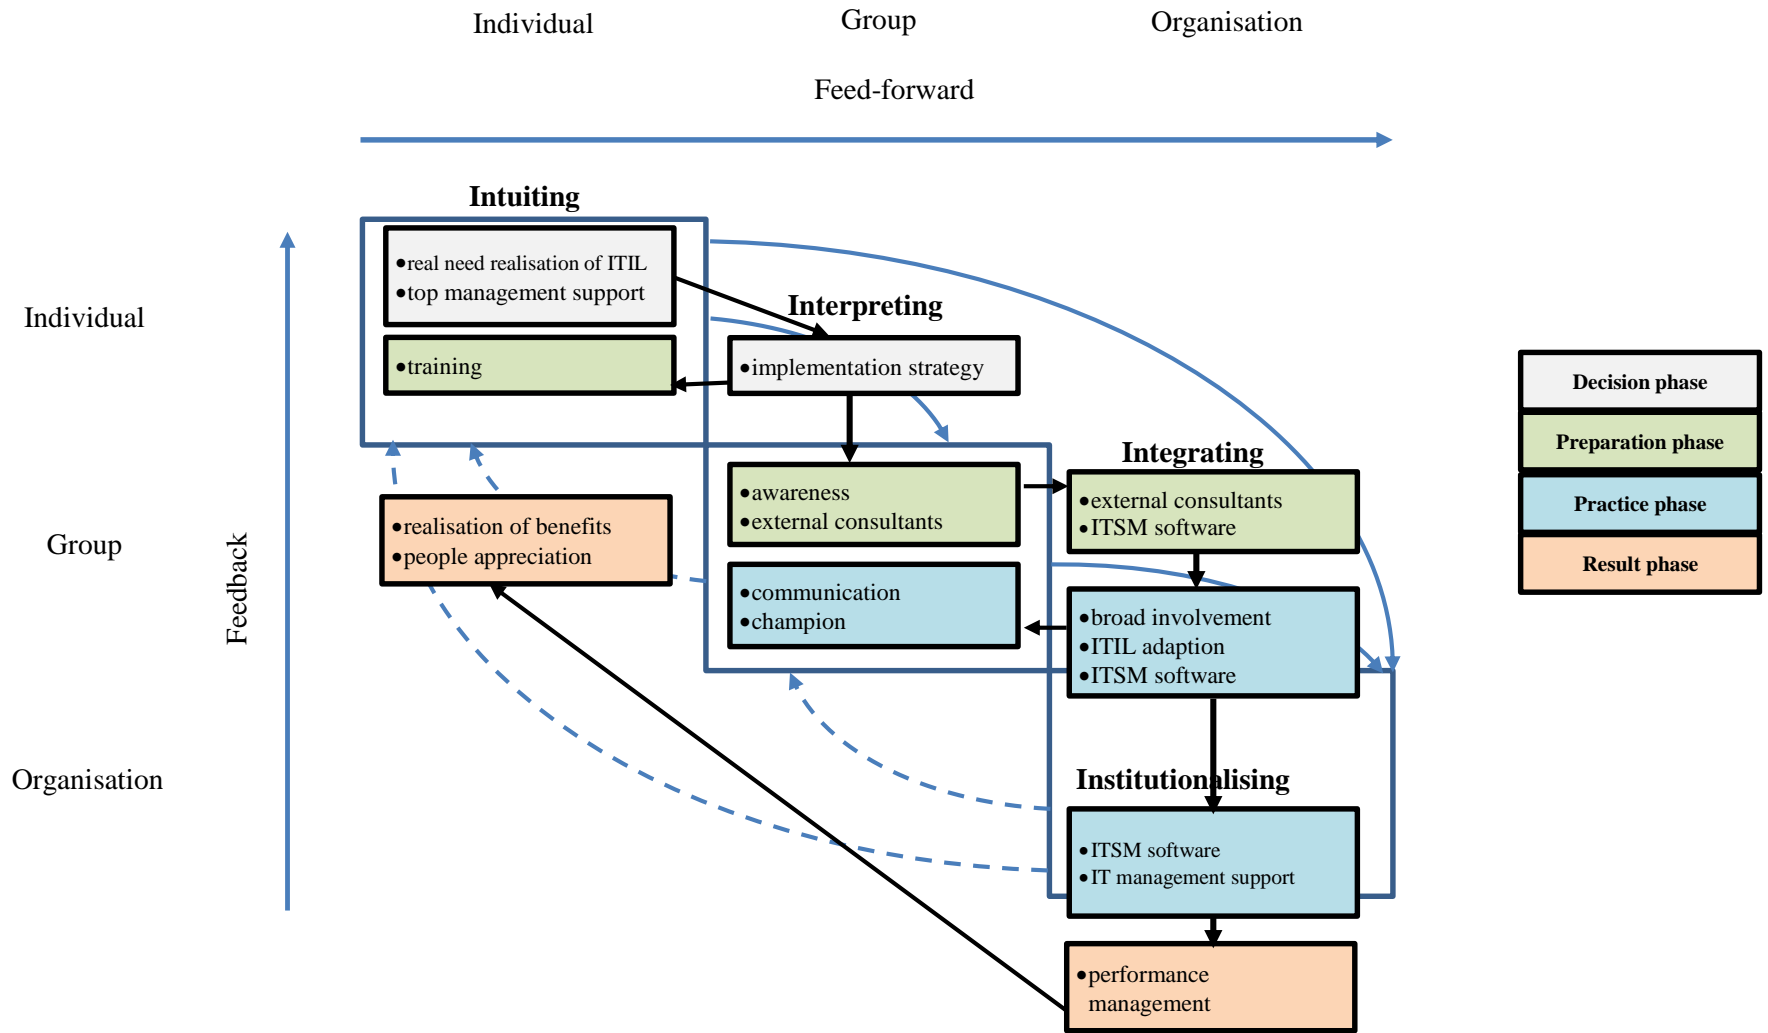 Individual
Group
Organisation
Feed-forward
Intuiting
•real need realisation of ITIL
•top management support
Interpreting
Individual
•training
•implementation strategy
Decision phase
Preparation phase
Practice phase
Result phase
Integrating
•awareness
•external consultants
•external consultants
•ITSM software
•realisation of benefits
•people appreciation
Group
Feedback
•communication
•champion
•broad involvement
•ITIL adaption
•ITSM software
Organisation
Institutionalising
•ITSM software
•IT management support
•performance
management